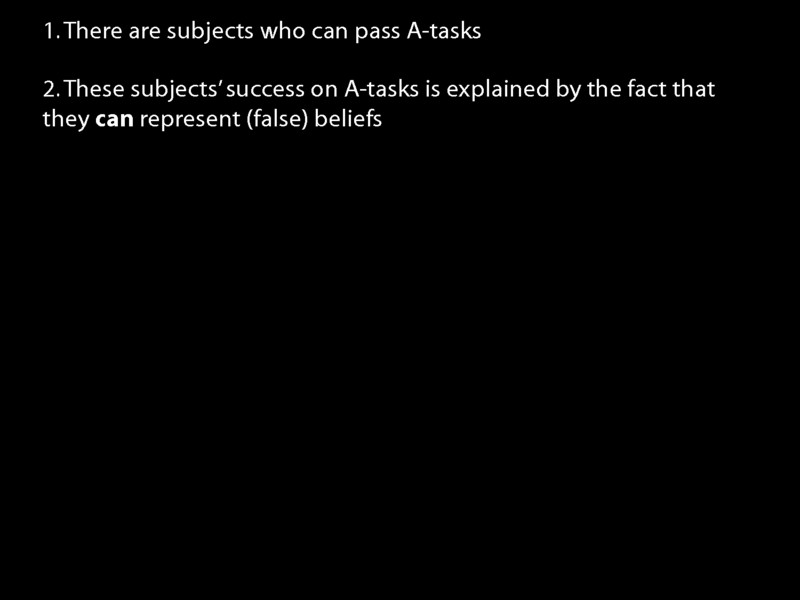 1. There are subjects who can pass A-tasks
2. These subjects’ success on A-tasks is explained by the fact that
they can represent (false) beliefs